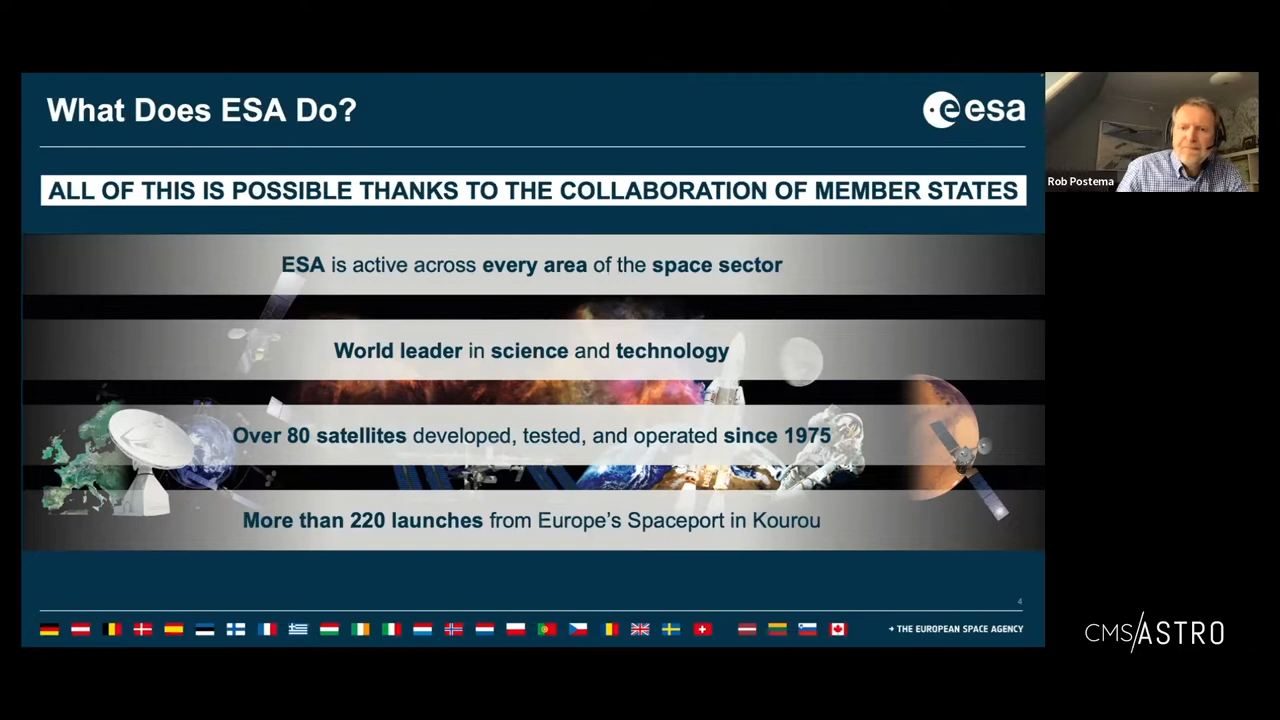 What Does ESA Do?
esa
ALL OF THIS IS POSSIBLE THANKS TO THE COLLABORATION OF MEMBER STATES
Rob Postema
ESA is active across every area of the space sector
World leader in science and technology
Over 80 satellites developed, tested, and operated since 1975
More than 220 launches from Europe’s Spaceport in Kourou
4
→ THE EUROPEAN SPACE AGENCY
CMS/ASTRO